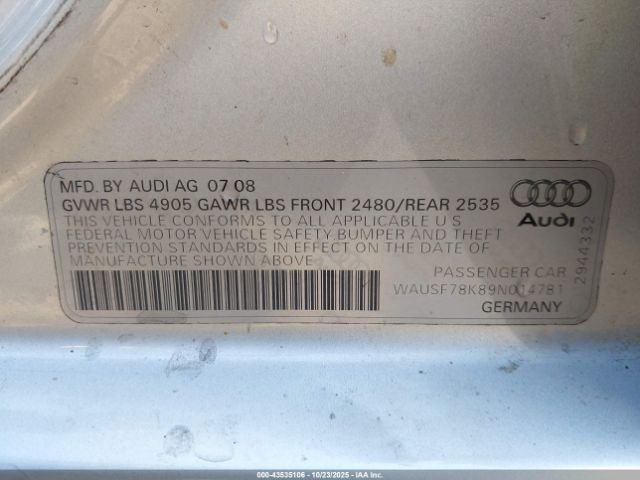 MFD. BY AUDI AG 07 08
GVWR LBS 4905 GAWR LBS FRONT 2480/REAR 2535
THIS VEHICLE CONFORMS TO ALL APPLICABLE U S
FEDERAL MOTOR VEHICLE SAFETY BUMPER AND THEFT
PREVENTION STANDARDS IN EFFECT ON THE DATE OF
MANUFACTURE SHOWN ABOVE.
PASSENGER CAR
WAUSF78K89N014781
GERMANY
Audi
2944332
000-43535106 - 10/23/2025 - IAA Inc.